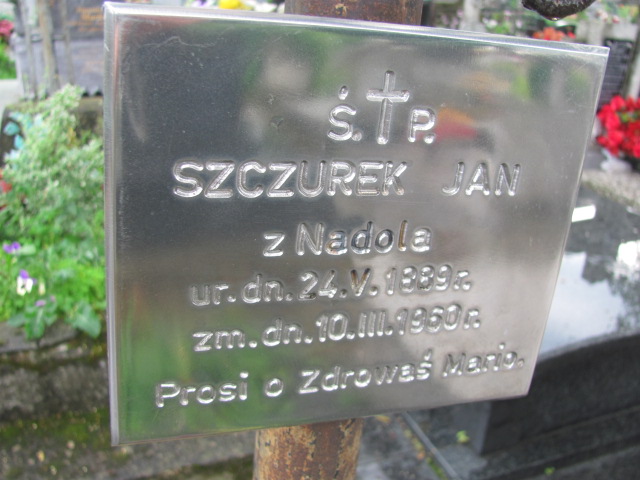 Ś. † P.
SZCZUREK JAN
z Nadola
ur. dn. 24. V. 1889 r.
zm. dn. 10. III. 1960 r.
Prosi o Zdrowaś Mario.